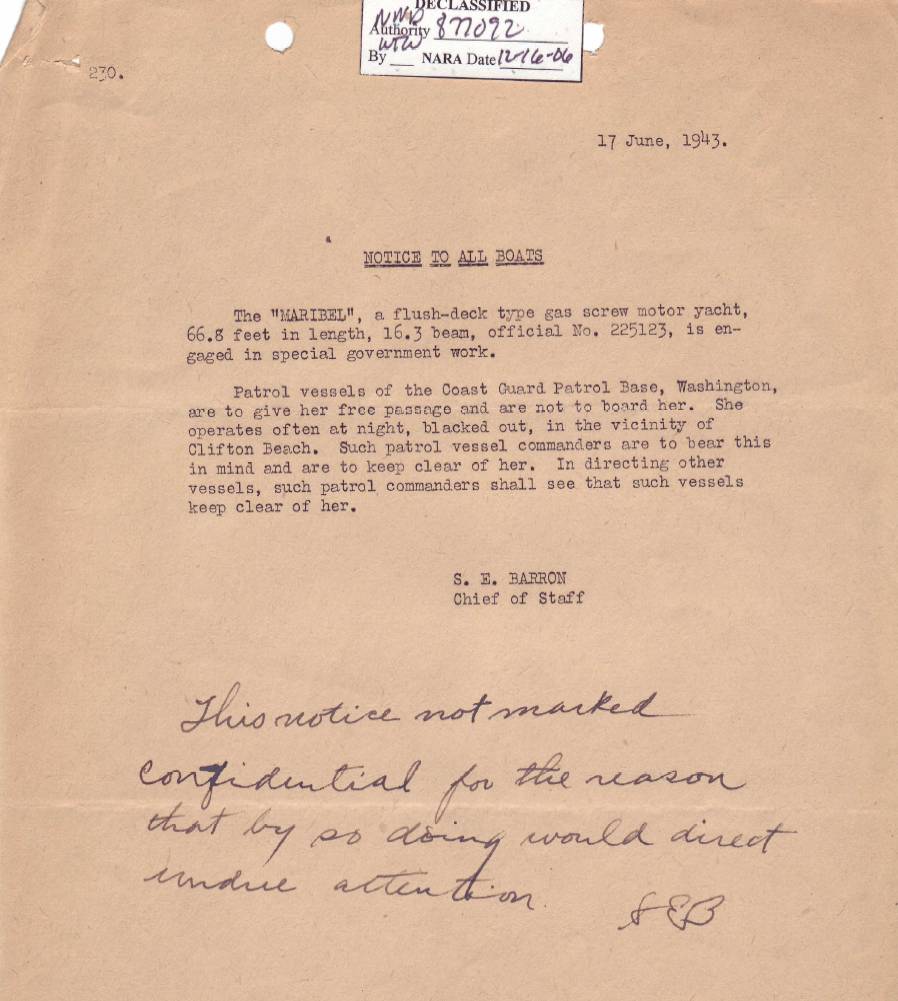 DECLASSIFIED
NWD
Authority 877092
WTW
By NARA Date 12-16-06
230.
17 June, 1943.
NOTICE TO ALL BOATS
The "MARIBEL", a flush-deck type gas screw motor yacht,
66.8 feet in length, 16.3 beam, official No. 225123, is en-
gaged in special government work.
Patrol vessels of the Coast Guard Patrol Base, Washington,
are to give her free passage and are not to board her. She
operates often at night, blacked out, in the vicinity of
Clifton Beach. Such patrol vessel commanders are to bear this
in mind and are to keep clear of her. In directing other
vessels, such patrol commanders shall see that such vessels
keep clear of her.
S. E. BARRON
Chief of Staff
This notice not marked
confidential for the reason
that by so doing would direct
undue attention.
SEB